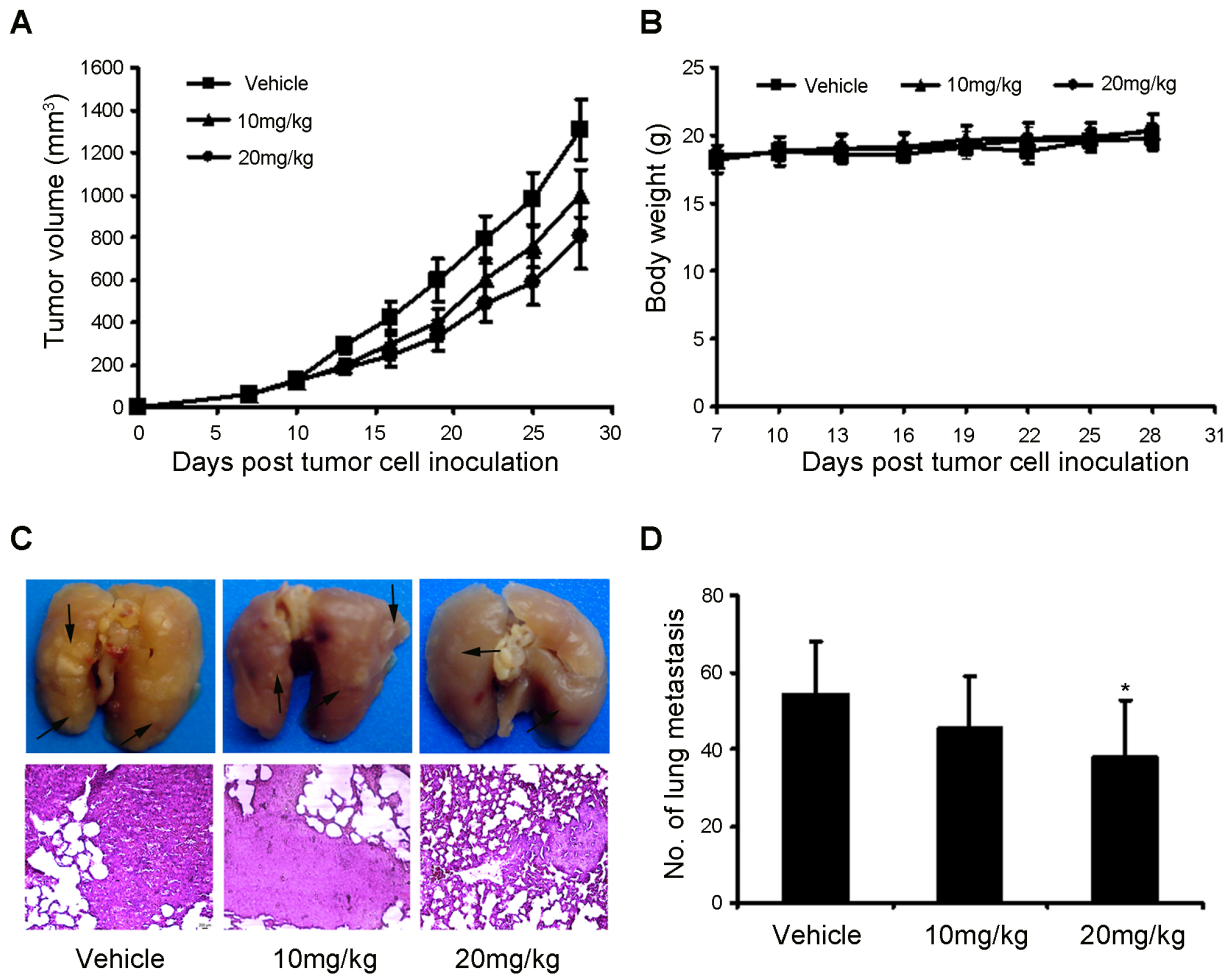 A
1600
1400
1200
1000
800
600
400
200
0
Tumor volume (mm³)
Vehicle
10mg/kg
20mg/kg
0 5 10 15 20 25 30
Days post tumor cell inoculation
B
25
20
15
10
5
0
Body weight (g)
Vehicle 10mg/kg 20mg/kg
7 10 13 16 19 22 25 28 31
Days post tumor cell inoculation
C
Vehicle 10mg/kg 20mg/kg
D
80
60
40
20
0
No. of lung metastasis
*
Vehicle 10mg/kg 20mg/kg